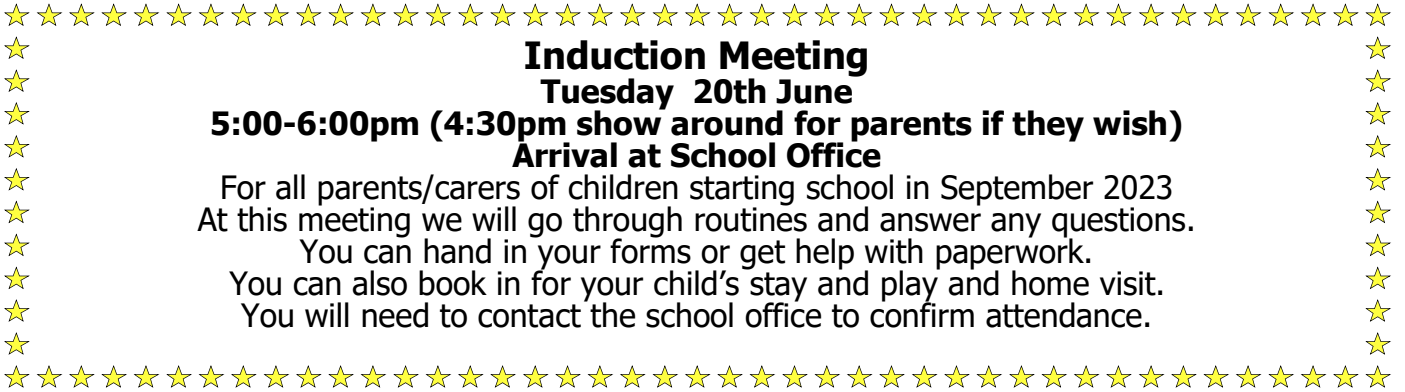 Induction Meeting
Tuesday  20th June
5:00-6:00pm (4:30pm show around for parents if they wish)
Arrival at School Office
For all parents/carers of children starting school in September 2023
At this meeting we will go through routines and answer any questions.
You can hand in your forms or get help with paperwork.
You can also book in for your child’s stay and play and home visit.
You will need to contact the school office to confirm attendance.